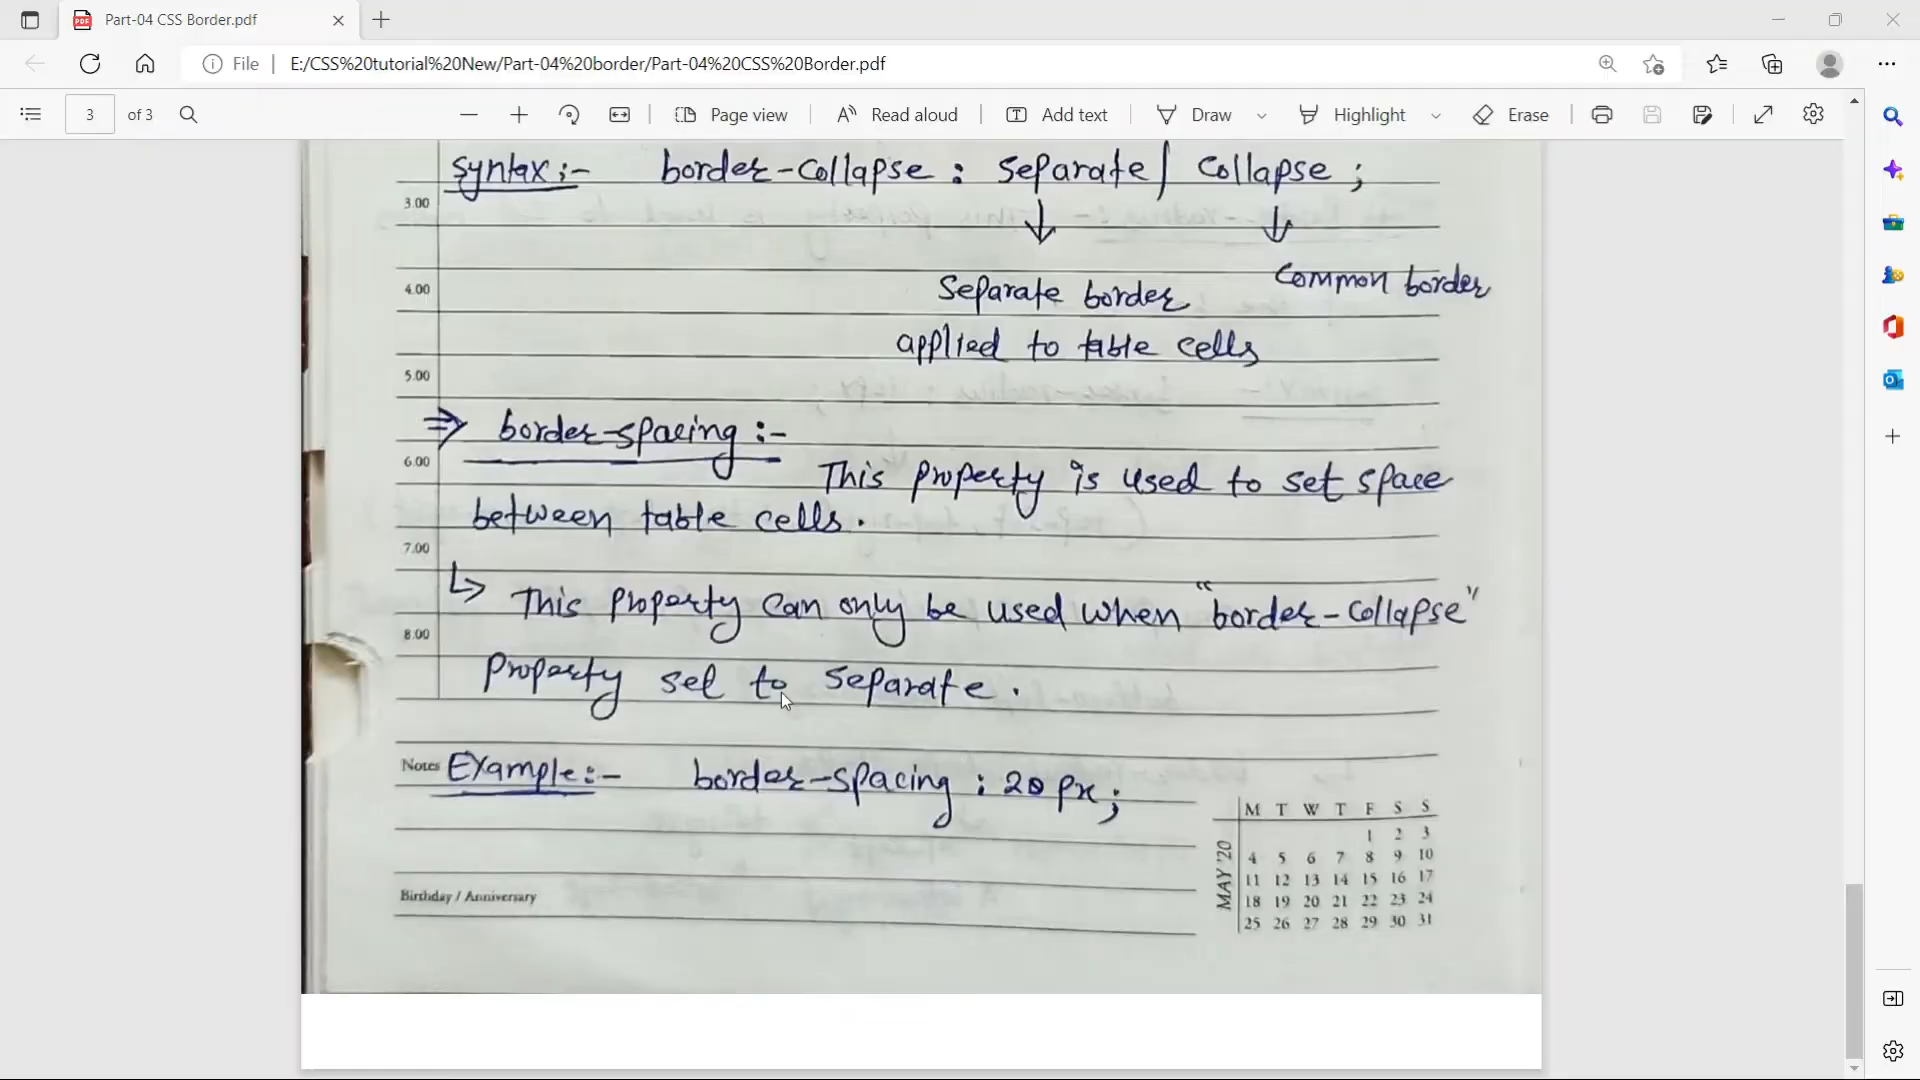 Part-04 CSS Border.pdf
File
E:/CSS%20tutorial%20New/Part-04%20border/Part-04%20CSS%20Border.pdf
3 of 3
Page view
Read aloud
Add text
Draw
Highlight
Erase
Syntax :- border-collapse : separate/ collapse ;
3.00
4.00
Separate border Common border
applied to table cells
5.00
⇒ border-spacing :-
6.00
This property is used to set space
between table cells.
7.00
↳ This property can only be used when "border-collapse"
8.00
Property set to separate.
Notes Example:- border-spacing : 20 px ;
Birthday / Anniversary
MAY '20
M T W T F S S
1 2 3
4 5 6 7 8 9 10
11 12 13 14 15 16 17
18 19 20 21 22 23 24
25 26 27 28 29 30 31